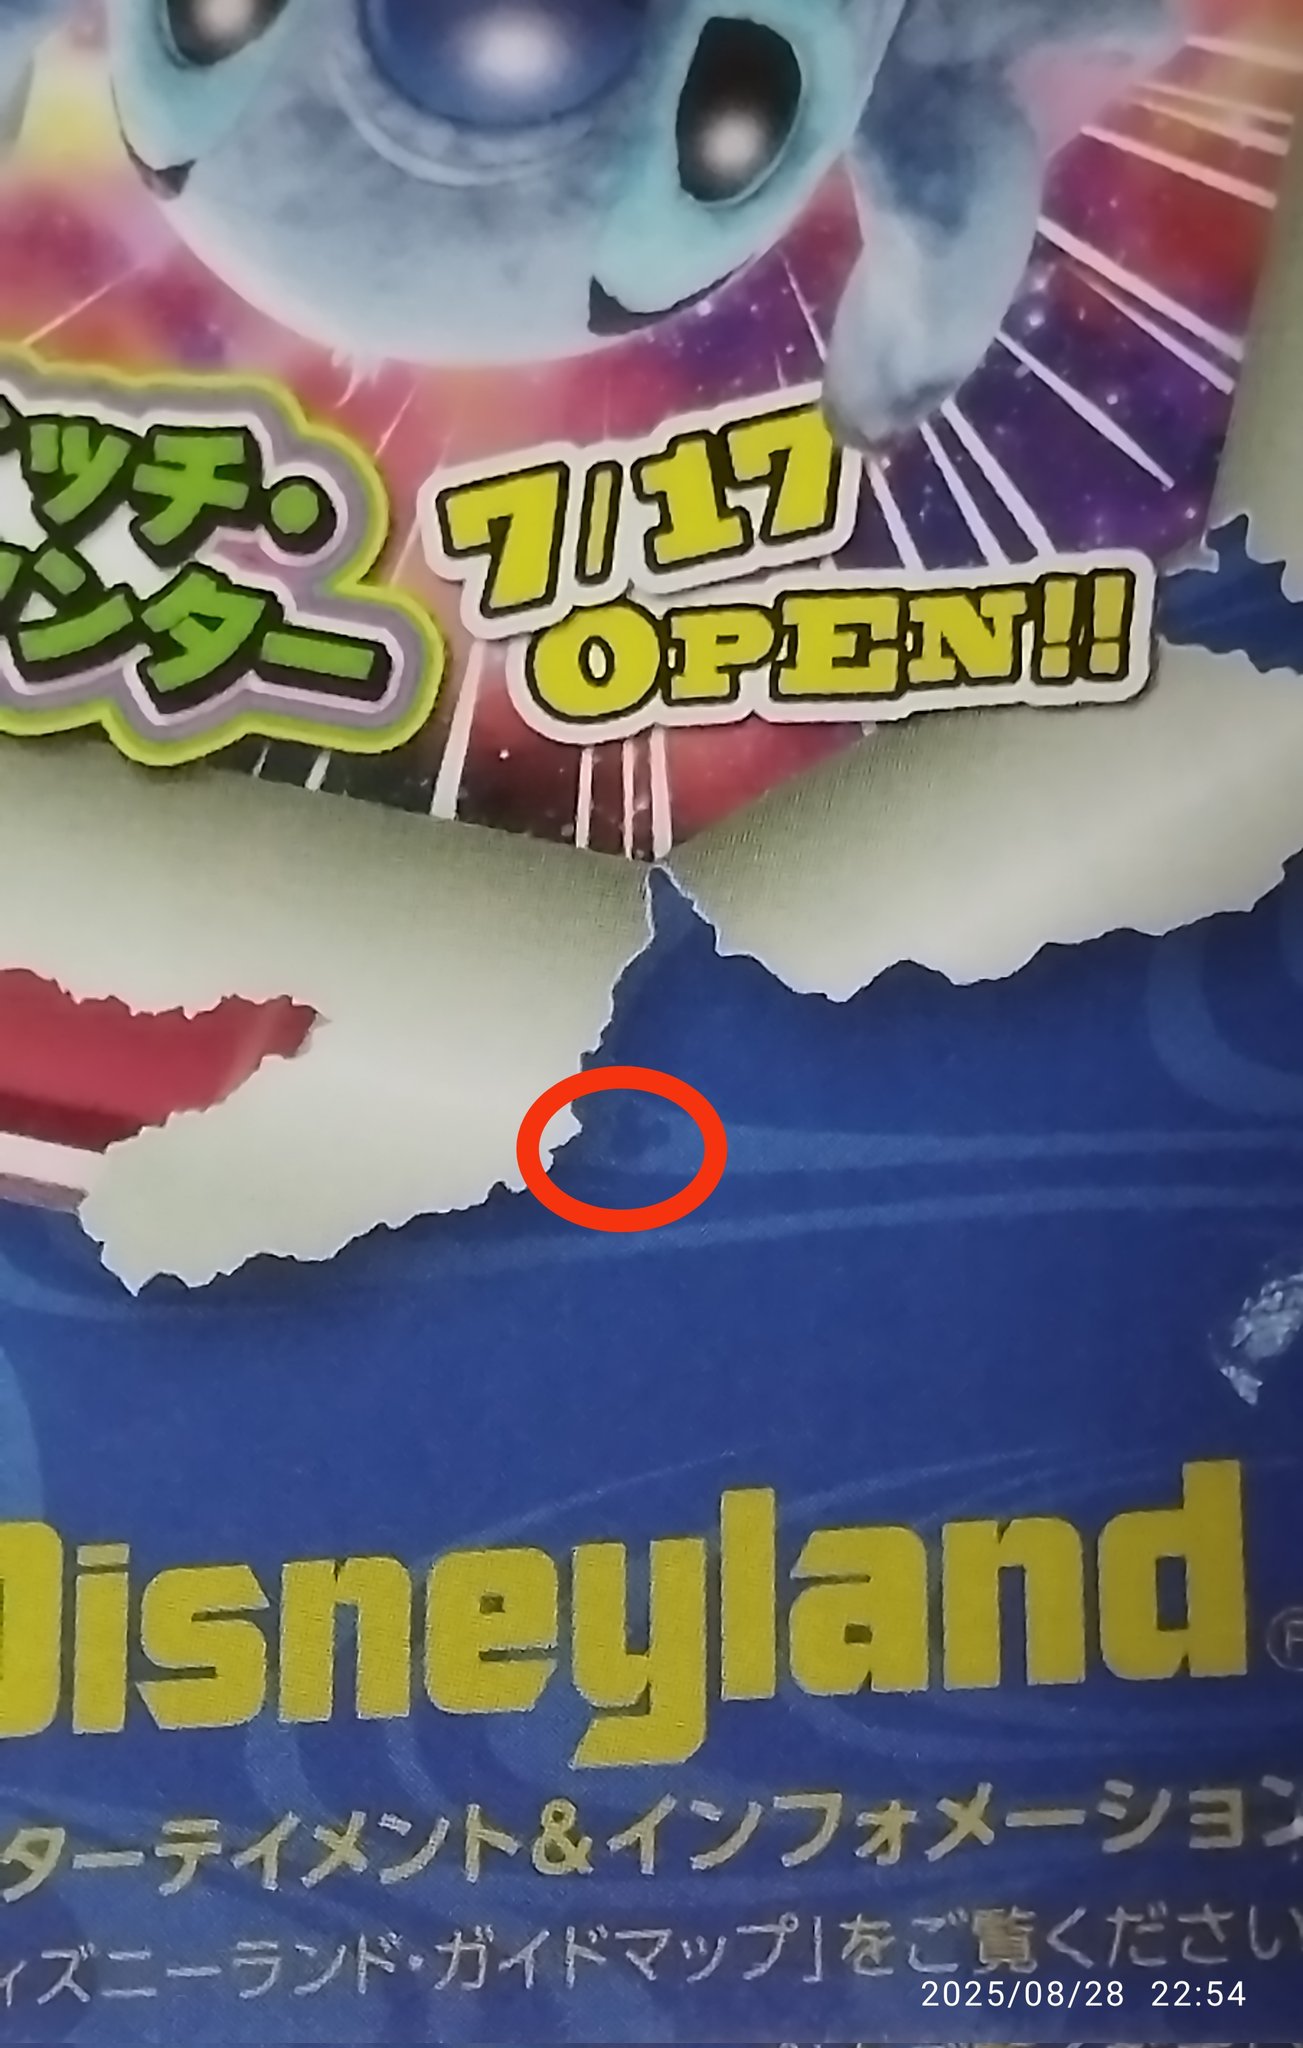 ッチ・
ンター
7/17
OPEN!!
Disneyland®
ターテイメント&インフォメーション
ィズニーランド・ガイドマップ」をご覧ください
2025/08/28 22:54